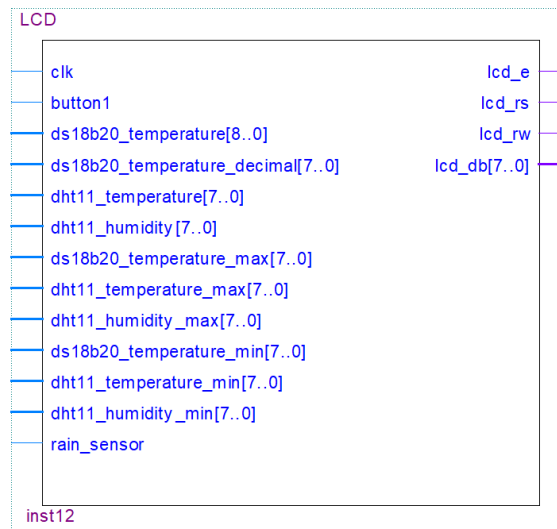 LCD
clk lcd_e
button1 lcd_rs
ds18b20_temperature[8..0] lcd_rw
ds18b20_temperature_decimal[7..0] lcd_db[7..0]
dht11_temperature[7..0]
dht11_humidity[7..0]
ds18b20_temperature_max[7..0]
dht11_temperature_max[7..0]
dht11_humidity_max[7..0]
ds18b20_temperature_min[7..0]
dht11_temperature_min[7..0]
dht11_humidity_min[7..0]
rain_sensor
inst12